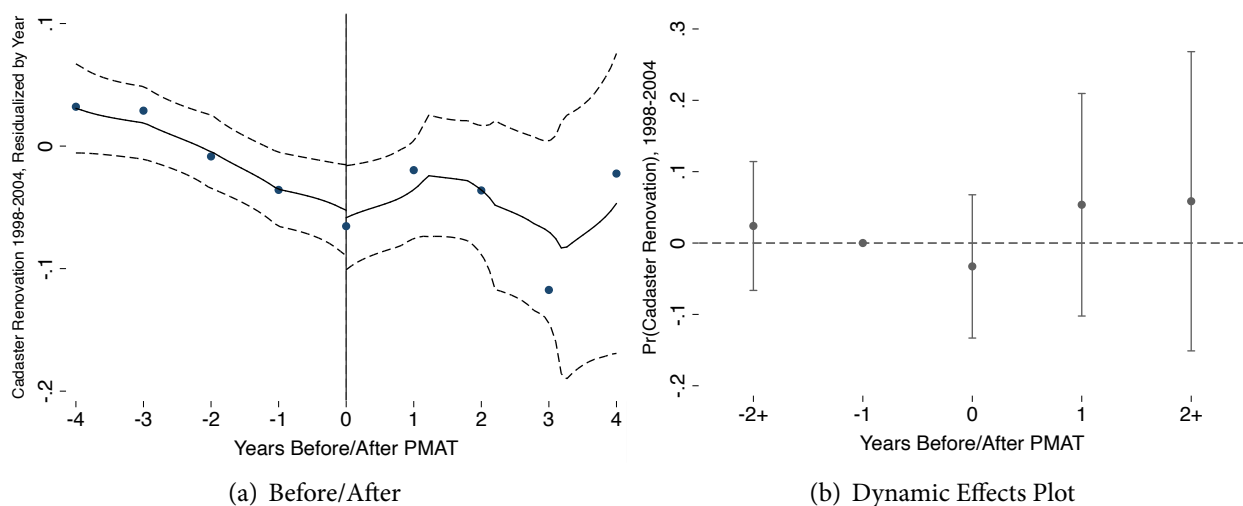 Cadaster Renovation 1998-2004, Residualized by Year
.1
0
-.1
-.2
-4 -3 -2 -1 0 1 2 3 4
Years Before/After PMAT
(a) Before/After
Pr(Cadaster Renovation), 1998-2004
.3
.2
.1
0
-.1
-.2
-2+ -1 0 1 2+
Years Before/After PMAT
(b) Dynamic Effects Plot